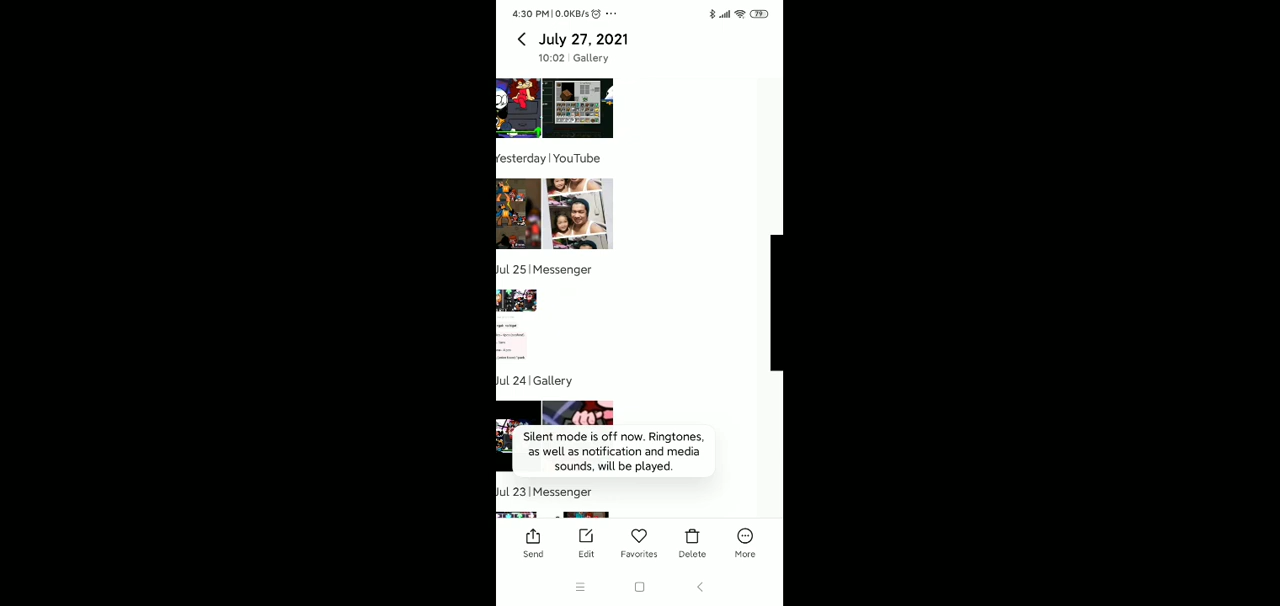 4:30 PM | 0.0KB/s ...
79
July 27, 2021
10:02 | Gallery
Yesterday | YouTube
Jul 25 | Messenger
Jul 24 | Gallery
Silent mode is off now. Ringtones,
as well as notification and media
sounds, will be played.
Jul 23 | Messenger
Send
Edit
Favorites
Delete
More